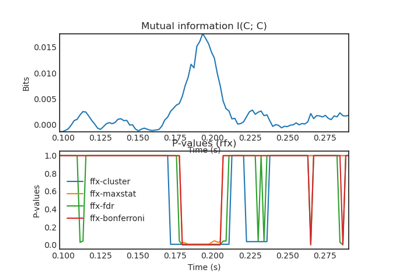 Mutual information I(C; C)
0.015
0.010
0.005
0.000
Bits
0.100 0.125 0.150 0.175 0.200 0.225 0.250 0.275
Time (s)
P-values (ffx)
1.0
0.8
0.6
0.4
0.2
0.0
P-values
ffx-cluster
ffx-maxstat
ffx-fdr
ffx-bonferroni
0.100 0.125 0.150 0.175 0.200 0.225 0.250 0.275
Time (s)